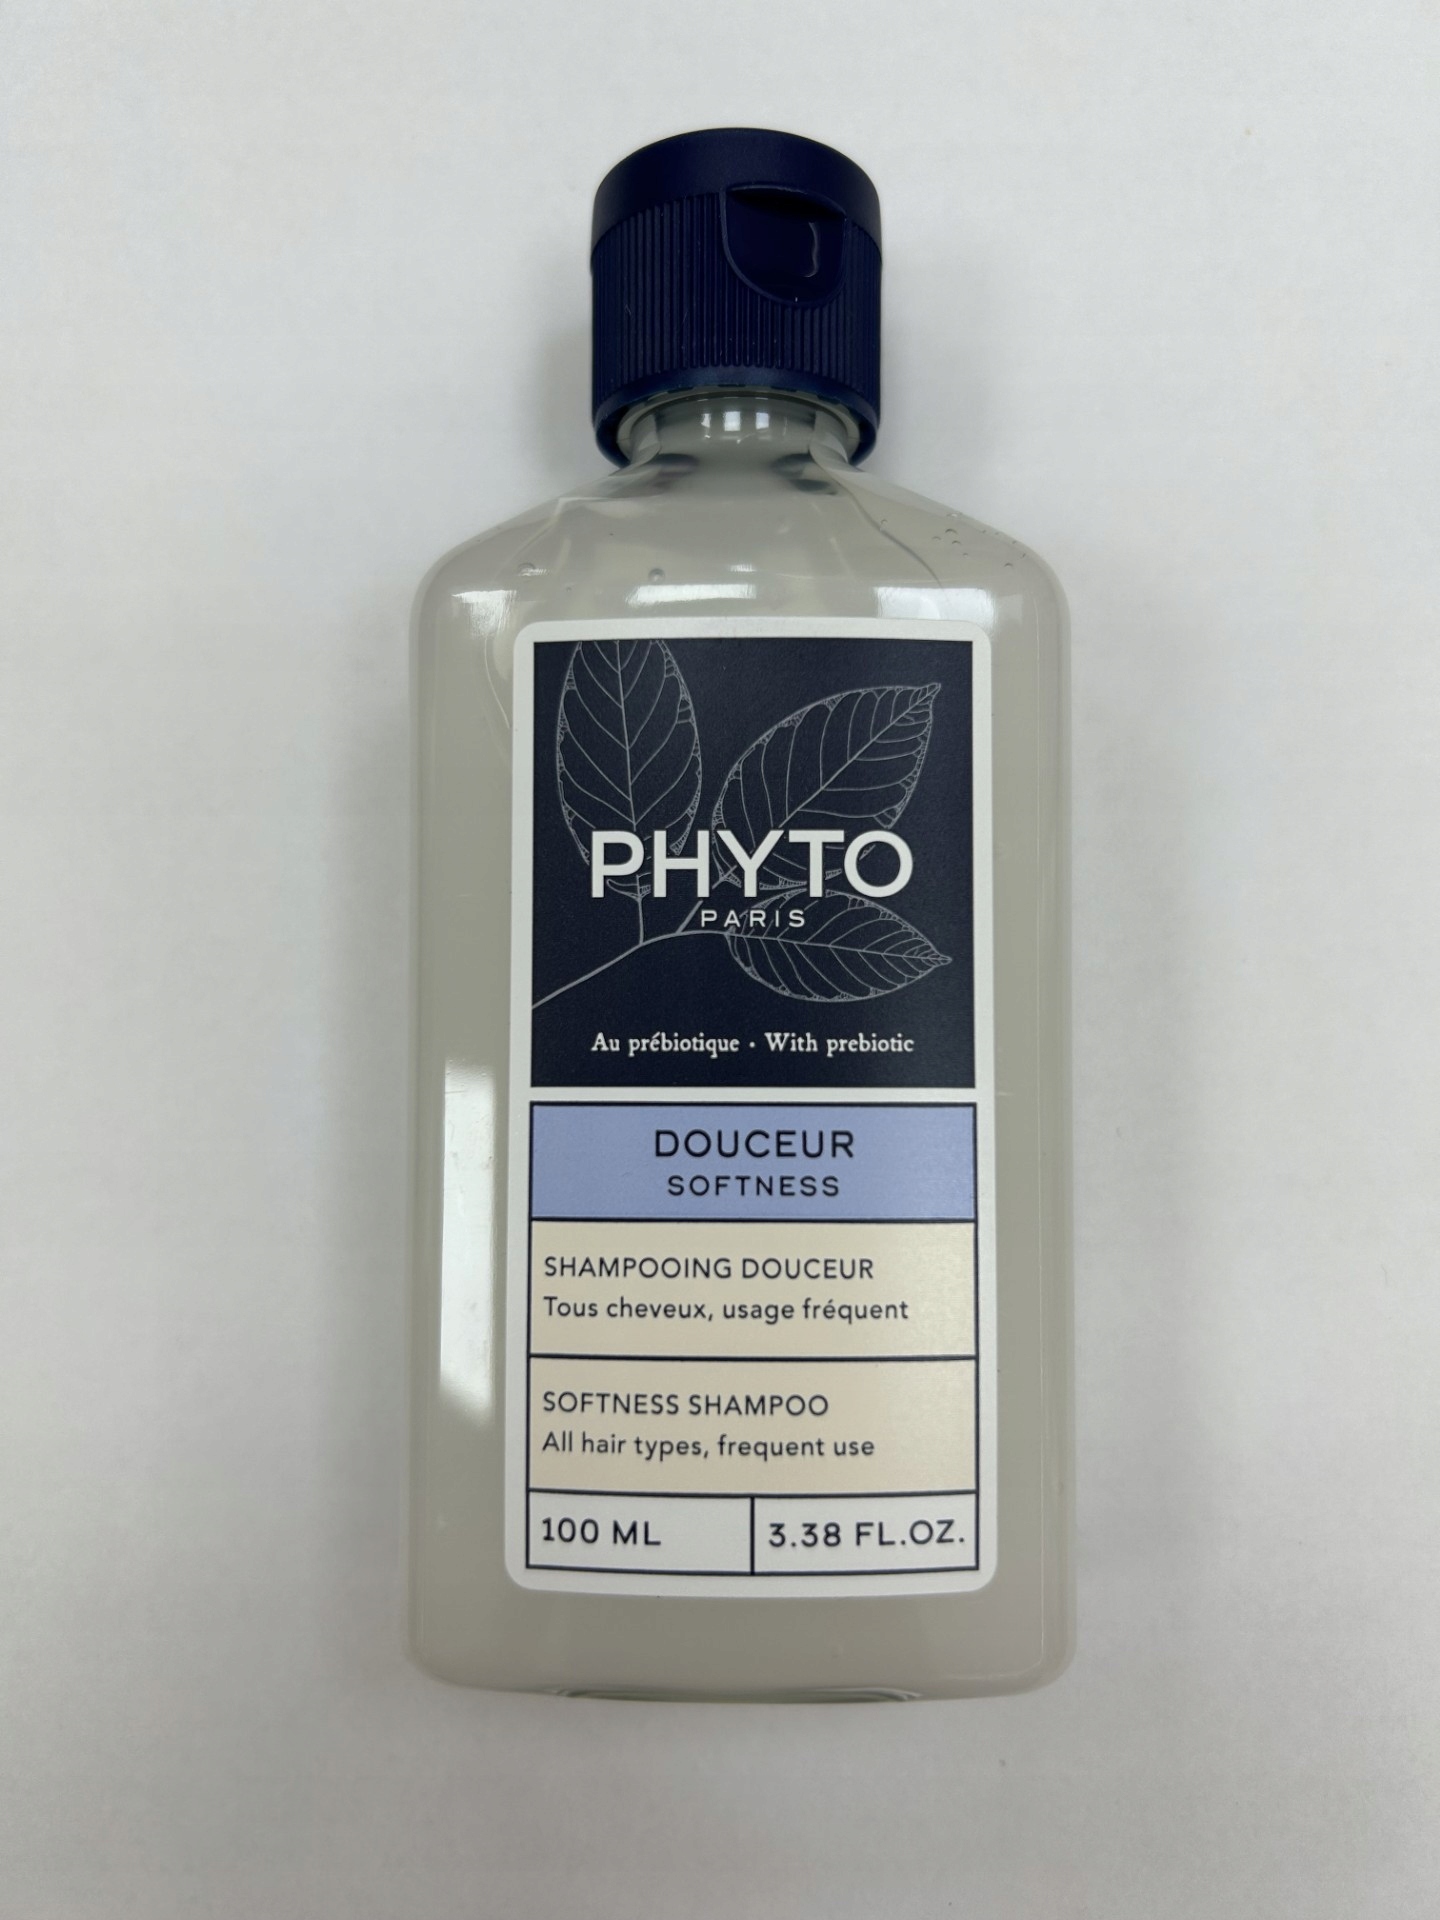 PHYTO
PARIS
Au prébiotique • With prebiotic
DOUCEUR
SOFTNESS
SHAMPOOING DOUCEUR
Tous cheveux, usage fréquent
SOFTNESS SHAMPOO
All hair types, frequent use
100 ML
3.38 FL.OZ.